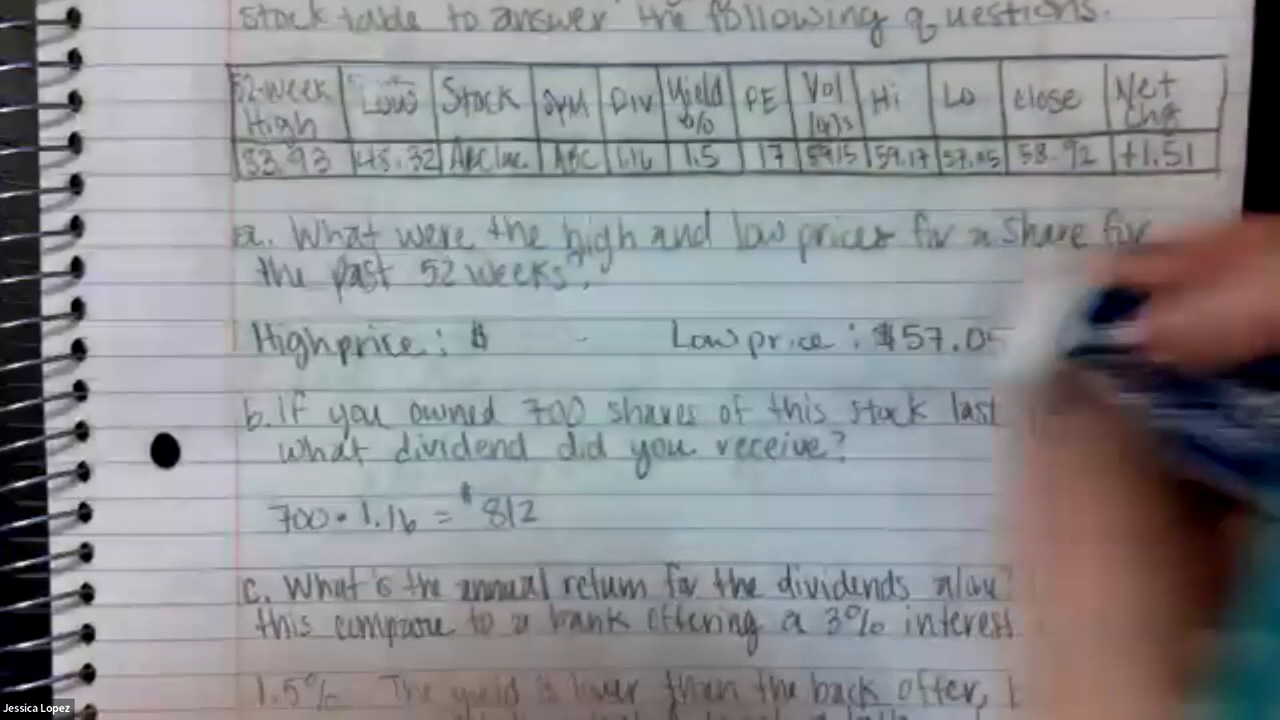 stock table to answer the following questions.
52-week High Low Stock SYM Div Yield % PE Vol 100s Hi Lo close Net Chg
83.93 48.32 ABC Inc. ABC 1.16 1.5 17 5915 59.17 57.05 58.92 +1.51
a. What were the high and low prices for a share for
the past 52 weeks?
High price: $ Low price: $57.05
b. If you owned 700 shares of this stock last
what dividend did you receive?
700 • 1.16 = $812
c. What is the annual return for the dividends alone?
this compare to a bank offering a 3% interest
1.5% The yield is lower than the back offer,
Jessica Lopez